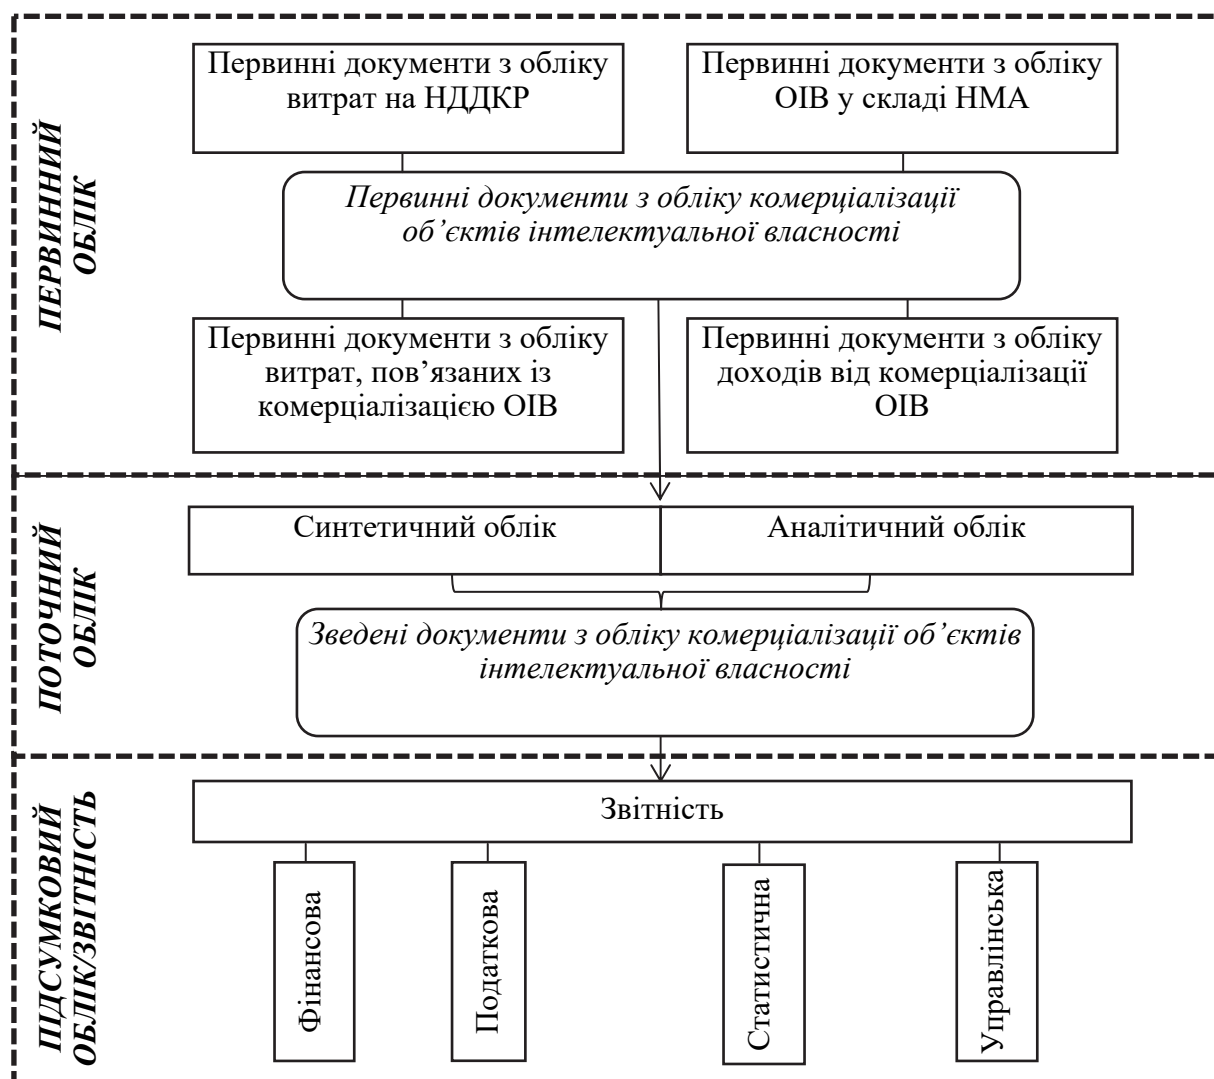 ПЕРВИННИЙ
ОБЛІК
Первинні документи з обліку
витрат на НДДКР
Первинні документи з обліку
ОІВ у складі НМА
Первинні документи з обліку комерціалізації
об’єктів інтелектуальної власності
Первинні документи з обліку
витрат, пов’язаних із
комерціалізацією ОІВ
Первинні документи з обліку
доходів від комерціалізації
ОІВ
ПОТОЧНИЙ
ОБЛІК
Синтетичний облік
Аналітичний облік
Зведені документи з обліку комерціалізації об’єктів
інтелектуальної власності
ПІДСУМКОВИЙ
ОБЛІК/ЗВІТНІСТЬ
Звітність
Фінансова
Податкова
Статистична
Управлінська